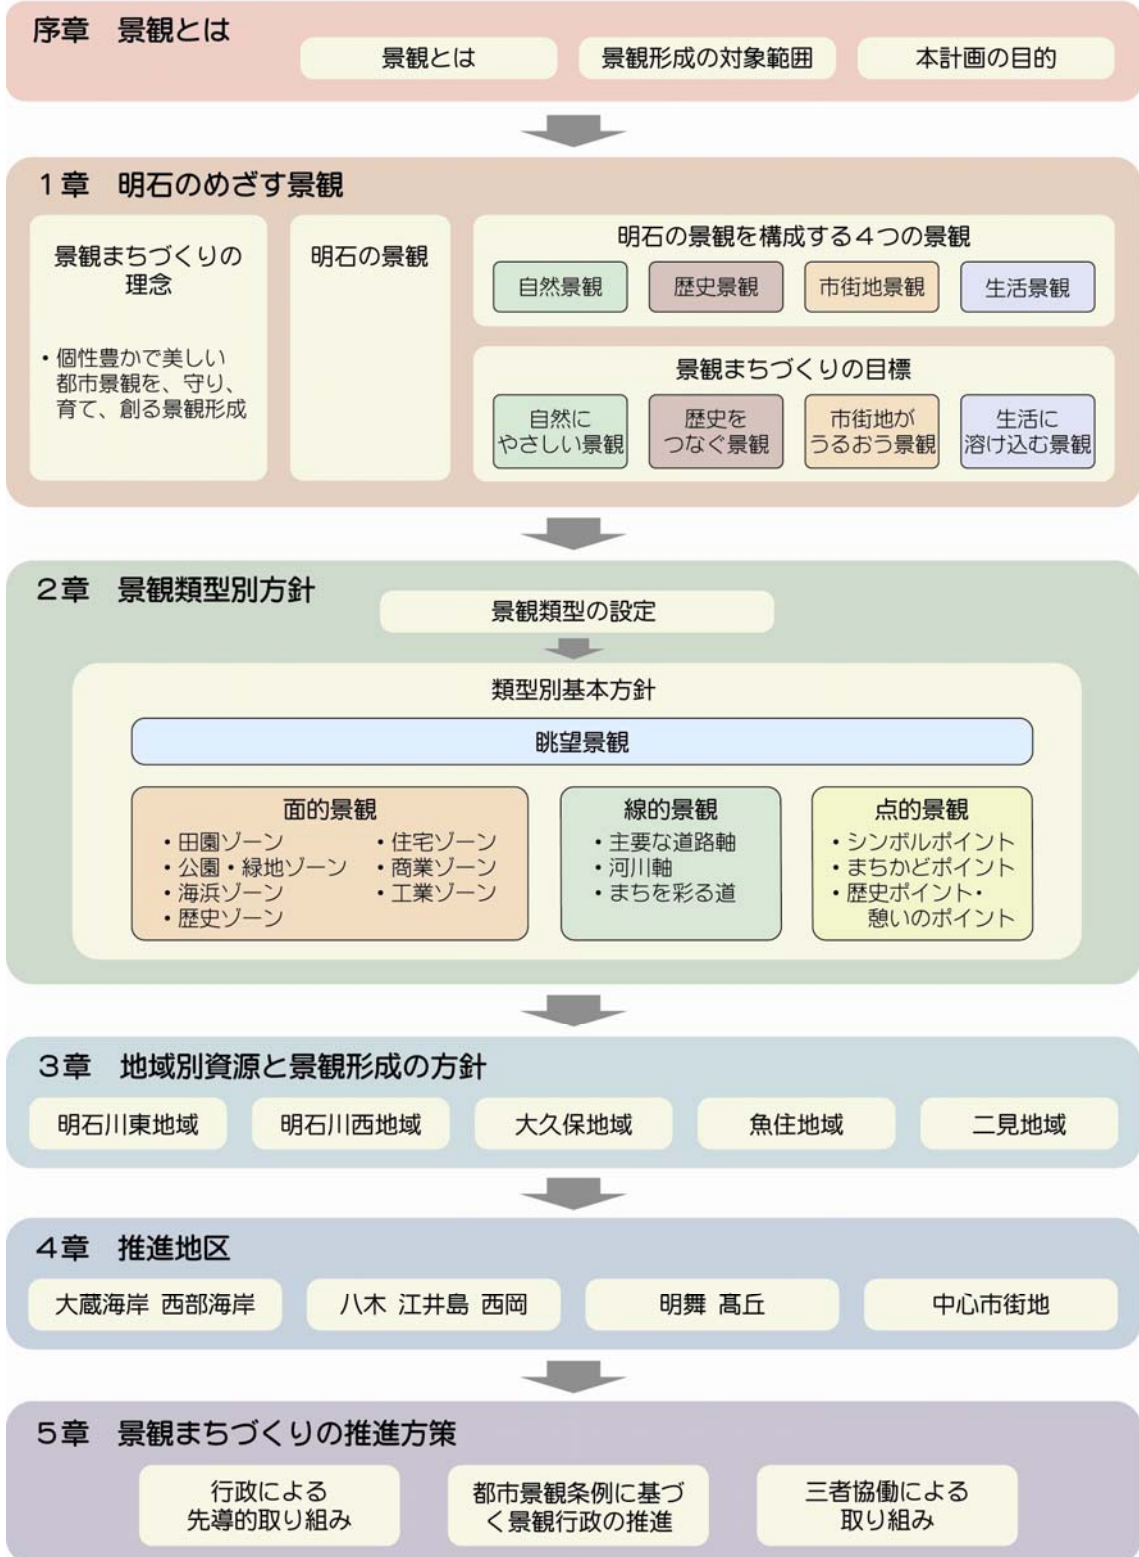 序章　景観とは
景観とは
景観形成の対象範囲
本計画の目的
１章　明石のめざす景観
景観まちづくりの
理念
・個性豊かで美しい
都市景観を、守り、
育て、創る景観形成
明石の景観
明石の景観を構成する４つの景観
自然景観
歴史景観
市街地景観
生活景観
景観まちづくりの目標
自然に
やさしい景観
歴史を
つなぐ景観
市街地が
うるおう景観
生活に
溶け込む景観
２章　景観類型別方針
景観類型の設定
類型別基本方針
眺望景観
面的景観
・田園ゾーン
・公園・緑地ゾーン
・海浜ゾーン
・歴史ゾーン
・住宅ゾーン
・商業ゾーン
・工業ゾーン
線的景観
・主要な道路軸
・河川軸
・まちを彩る道
点的景観
・シンボルポイント
・まちかどポイント
・歴史ポイント・
憩いのポイント
３章　地域別資源と景観形成の方針
明石川東地域
明石川西地域
大久保地域
魚住地域
二見地域
４章　推進地区
大蔵海岸 西部海岸
八木 江井島 西岡
明舞 髙丘
中心市街地
５章　景観まちづくりの推進方策
行政による
先導的取り組み
都市景観条例に基づ
く景観行政の推進
三者協働による
取り組み